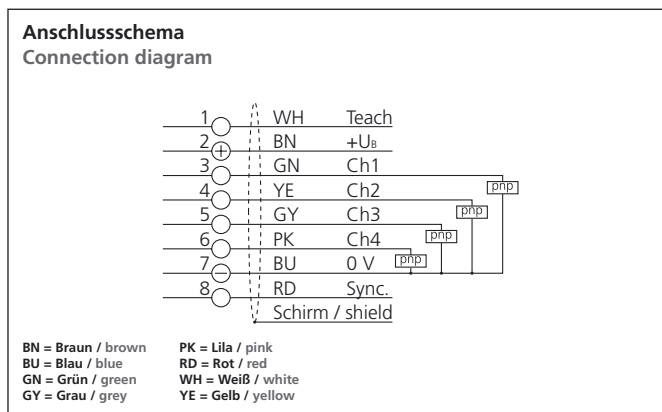 Anschlussschema
Connection diagram
1 WH Teach
2 BN +UB
3 GN Ch1
pnp
4 YE Ch2
pnp
5 GY Ch3
pnp
6 PK Ch4
pnp
7 BU 0 V
8 RD Sync.
Schirm / shield
BN = Braun / brown PK = Lila / pink
BU = Blau / blue RD = Rot / red
GN = Grün / green WH = Weiß / white
GY = Grau / grey YE = Gelb / yellow